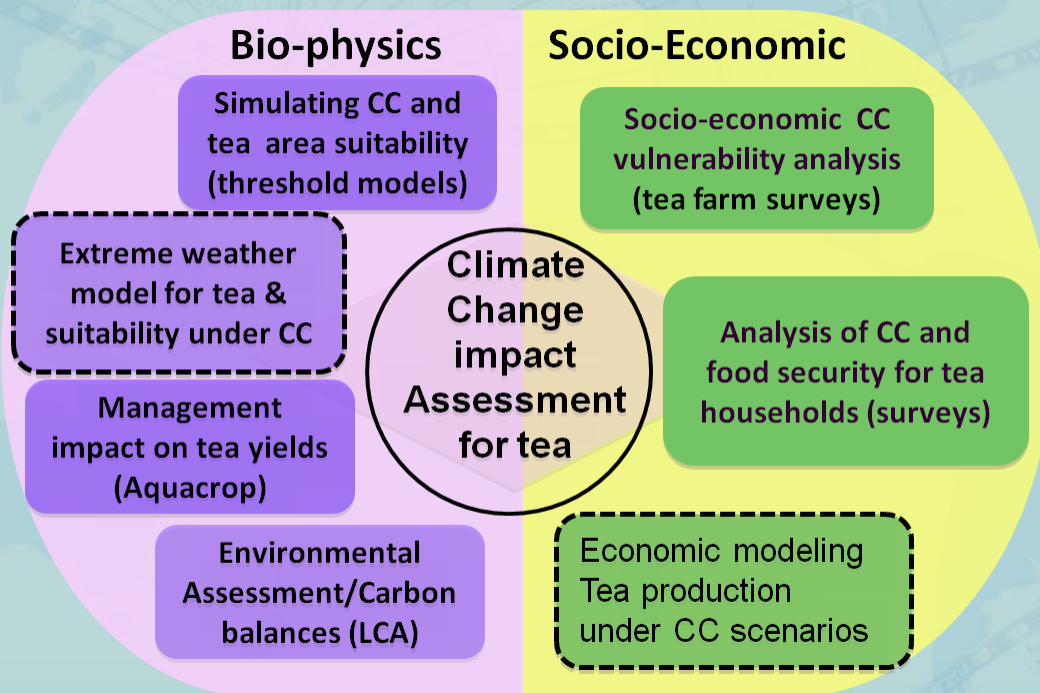 Bio-physics
Simulating CC and
tea area suitability
(threshold models)
Extreme weather
model for tea &
suitability under CC
Management
impact on tea yields
(Aquacrop)
Environmental
Assessment/Carbon
balances (LCA)
Climate
Change
impact
Assessment
for tea
Socio-Economic
Socio-economic CC
vulnerability analysis
(tea farm surveys)
Analysis of CC and
food security for tea
households (surveys)
Economic modeling
Tea production
under CC scenarios